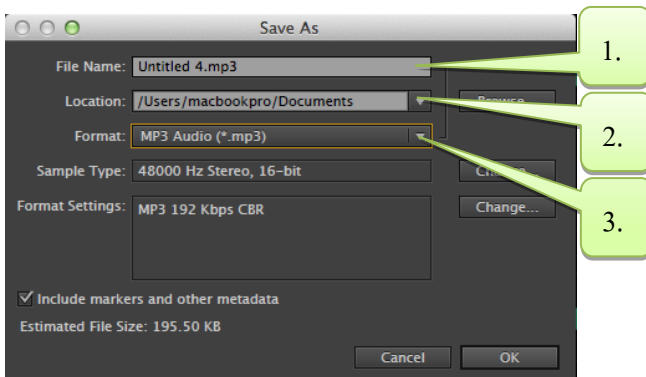 Save As
1.
File Name: Untitled 4.mp3
Location: /Users/macbookpro/Documents Browse...
2.
Format: MP3 Audio (*.mp3)
Sample Type: 48000 Hz Stereo, 16-bit Change...
Format Settings: MP3 192 Kbps CBR Change...
3.
Include markers and other metadata
Estimated File Size: 195.50 KB
Cancel OK